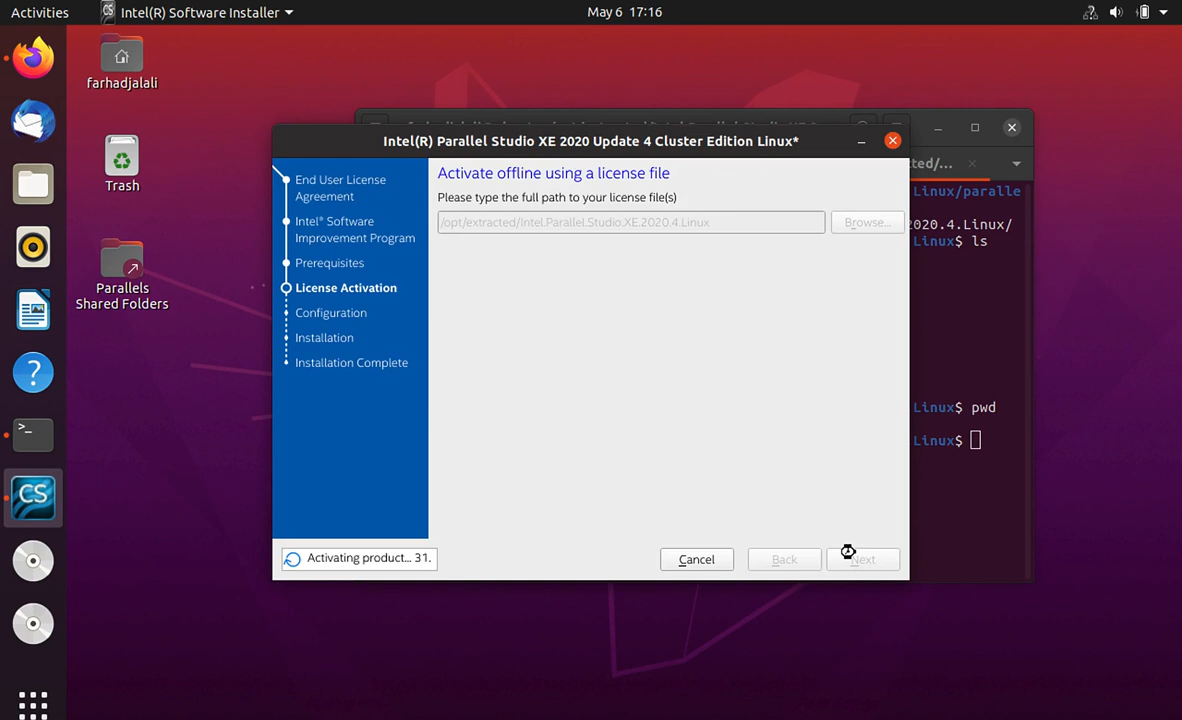 Activities
Intel(R) Software Installer
May 6 17:16
farhadjalali
Trash
Parallels
Shared Folders
Intel(R) Parallel Studio XE 2020 Update 4 Cluster Edition Linux*
End User License
Agreement
Intel® Software
Improvement Program
Prerequisites
License Activation
Configuration
Installation
Installation Complete
Activate offline using a license file
Please type the full path to your license file(s)
/opt/extracted/Intel.Parallel.Studio.XE.2020.4.Linux
Browse...
Activating product... 31.
Cancel
Back
Next
ted/...
Linux/paralle
2020.4.Linux/
Linux$ ls
Linux$ pwd
Linux$
>_
CS